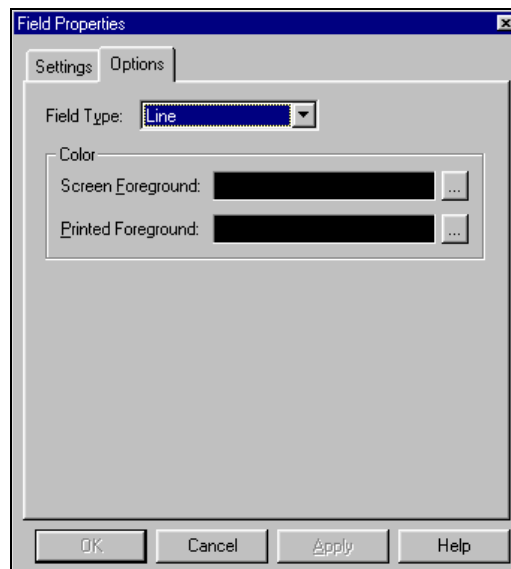 Field Properties
Settings Options
Field Type: Line
Color
Screen Foreground: ...
Printed Foreground: ...
OK Cancel Apply Help